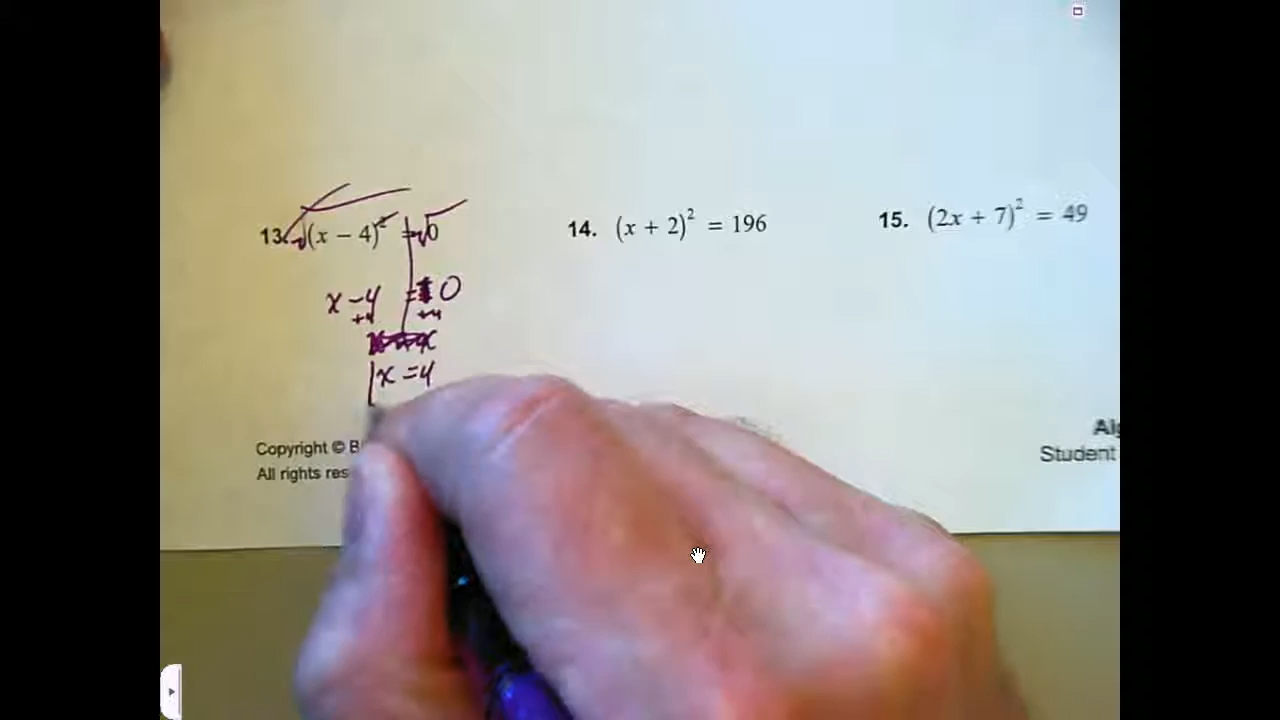 13. √(x − 4)² = √0
x − 4 = 0
+4 +4
x = 4
14. (x + 2)² = 196
15. (2x + 7)² = 49
Copyright © B
All rights res
Al
Student